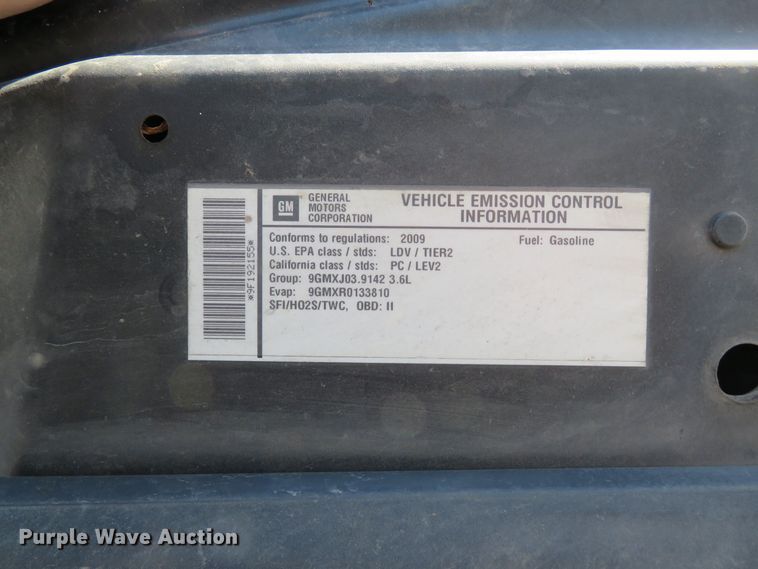 GM
GENERAL MOTORS CORPORATION
VEHICLE EMISSION CONTROL INFORMATION
Conforms to regulations: 2009 Fuel: Gasoline
U.S. EPA class / stds: LDV / TIER2
California class / stds: PC / LEV2
Group: 9GMXJ03.9142 3.6L
Evap: 9GMXR0133810
SFI/HO2S/TWC, OBD: II
*9F192155*
Purple Wave Auction